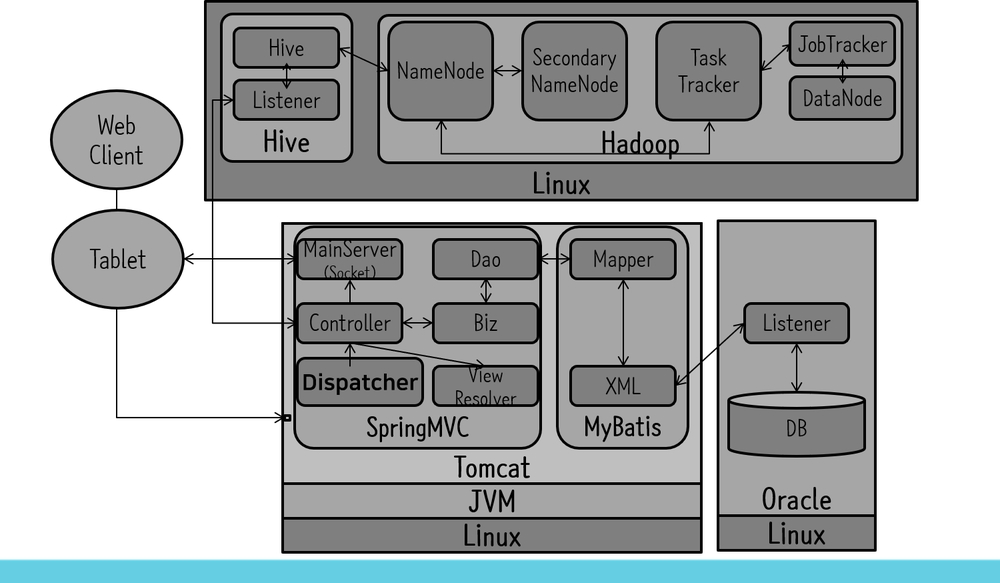 Hive
Listener
Hive
NameNode
Secondary
NameNode
Task
Tracker
JobTracker
DataNode
Hadoop
Linux
Web
Client
Tablet
MainServer
(Socket)
Dao
Controller
Biz
Dispatcher
View
Resolver
SpringMVC
Mapper
XML
MyBatis
Tomcat
JVM
Linux
Listener
DB
Oracle
Linux